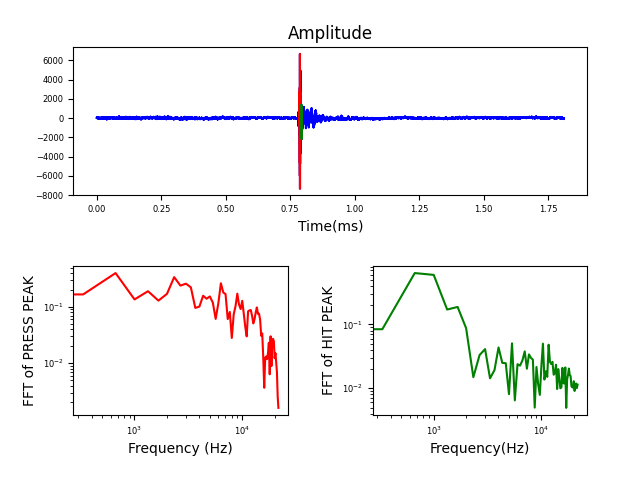 Amplitude
6000
4000
2000
0
−2000
−4000
−6000
−8000
0.00 0.25 0.50 0.75 1.00 1.25 1.50 1.75
Time(ms)
FFT of PRESS PEAK
10⁻¹
10⁻²
10³ 10⁴
Frequency (Hz)
FFT of HIT PEAK
10⁻¹
10⁻²
10³ 10⁴
Frequency(Hz)